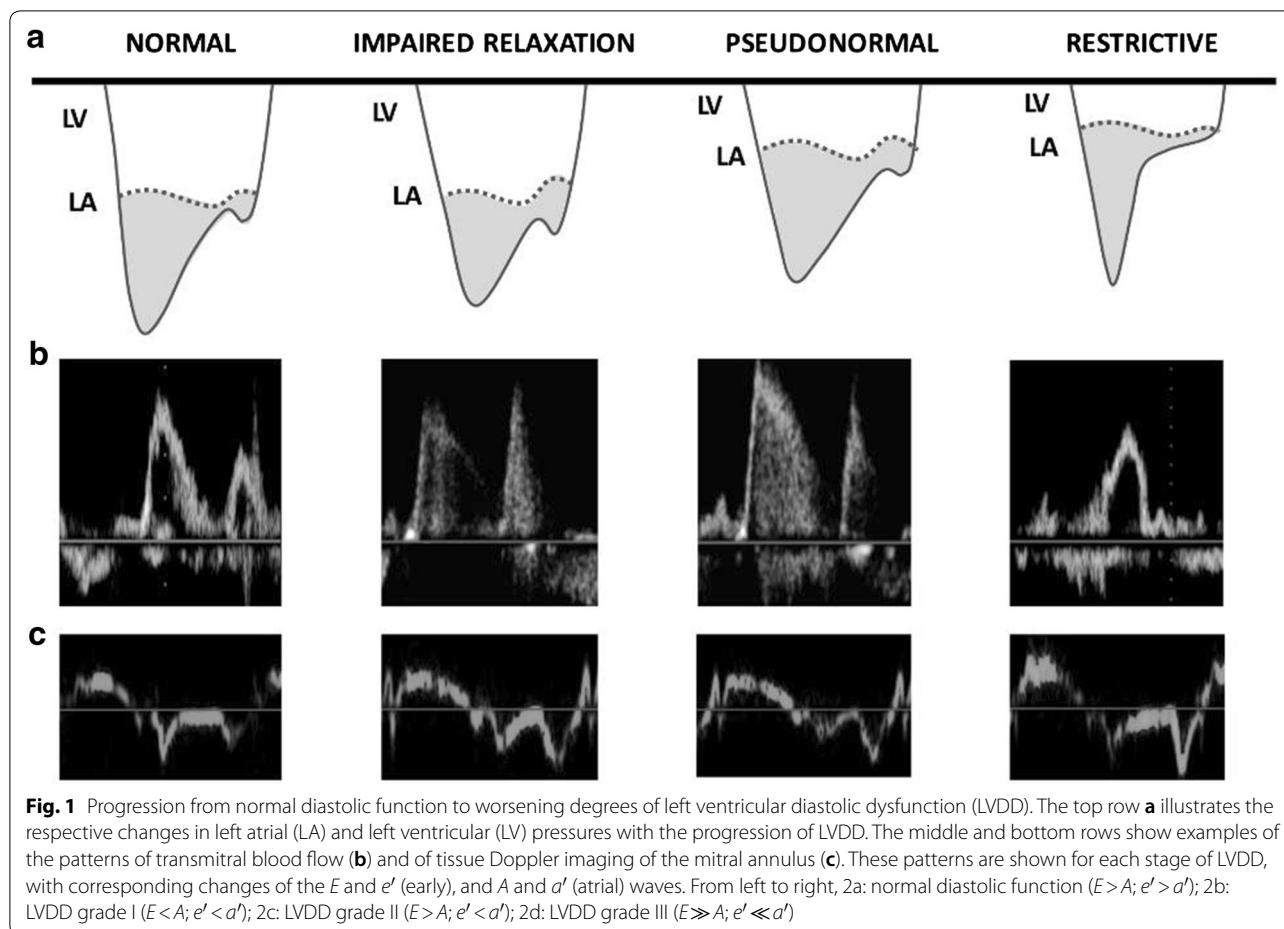 a
NORMAL IMPAIRED RELAXATION PSEUDONORMAL RESTRICTIVE
LV LV LV LV
LA LA LA LA
b
c
Fig. 1 Progression from normal diastolic function to worsening degrees of left ventricular diastolic dysfunction (LVDD). The top row a illustrates the
respective changes in left atrial (LA) and left ventricular (LV) pressures with the progression of LVDD. The middle and bottom rows show examples of
the patterns of transmitral blood flow (b) and of tissue Doppler imaging of the mitral annulus (c). These patterns are shown for each stage of LVDD,
with corresponding changes of the E and e′ (early), and A and a′ (atrial) waves. From left to right, 2a: normal diastolic function (E > A; e′ > a′); 2b:
LVDD grade I (E < A; e′ < a′); 2c: LVDD grade II (E > A; e′ < a′); 2d: LVDD grade III (E ≫ A; e′ ≪ a′)